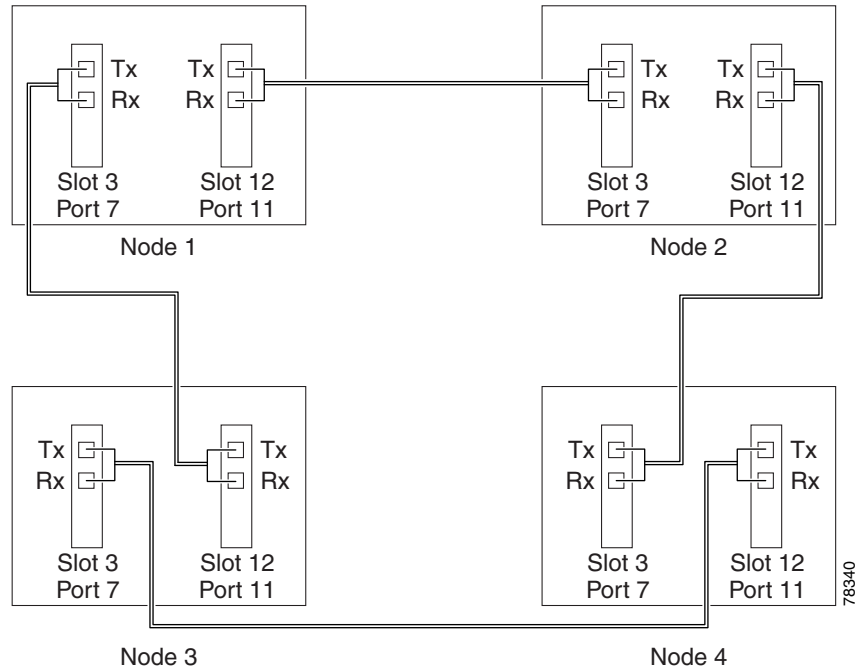 Tx Tx Tx Tx
Rx Rx Rx Rx
Slot 3 Slot 12 Slot 3 Slot 12
Port 7 Port 11 Port 7 Port 11
Node 1 Node 2
Tx Tx Tx Tx
Rx Rx Rx Rx
Slot 3 Slot 12 Slot 3 Slot 12
Port 7 Port 11 Port 7 Port 11
78340
Node 3 Node 4